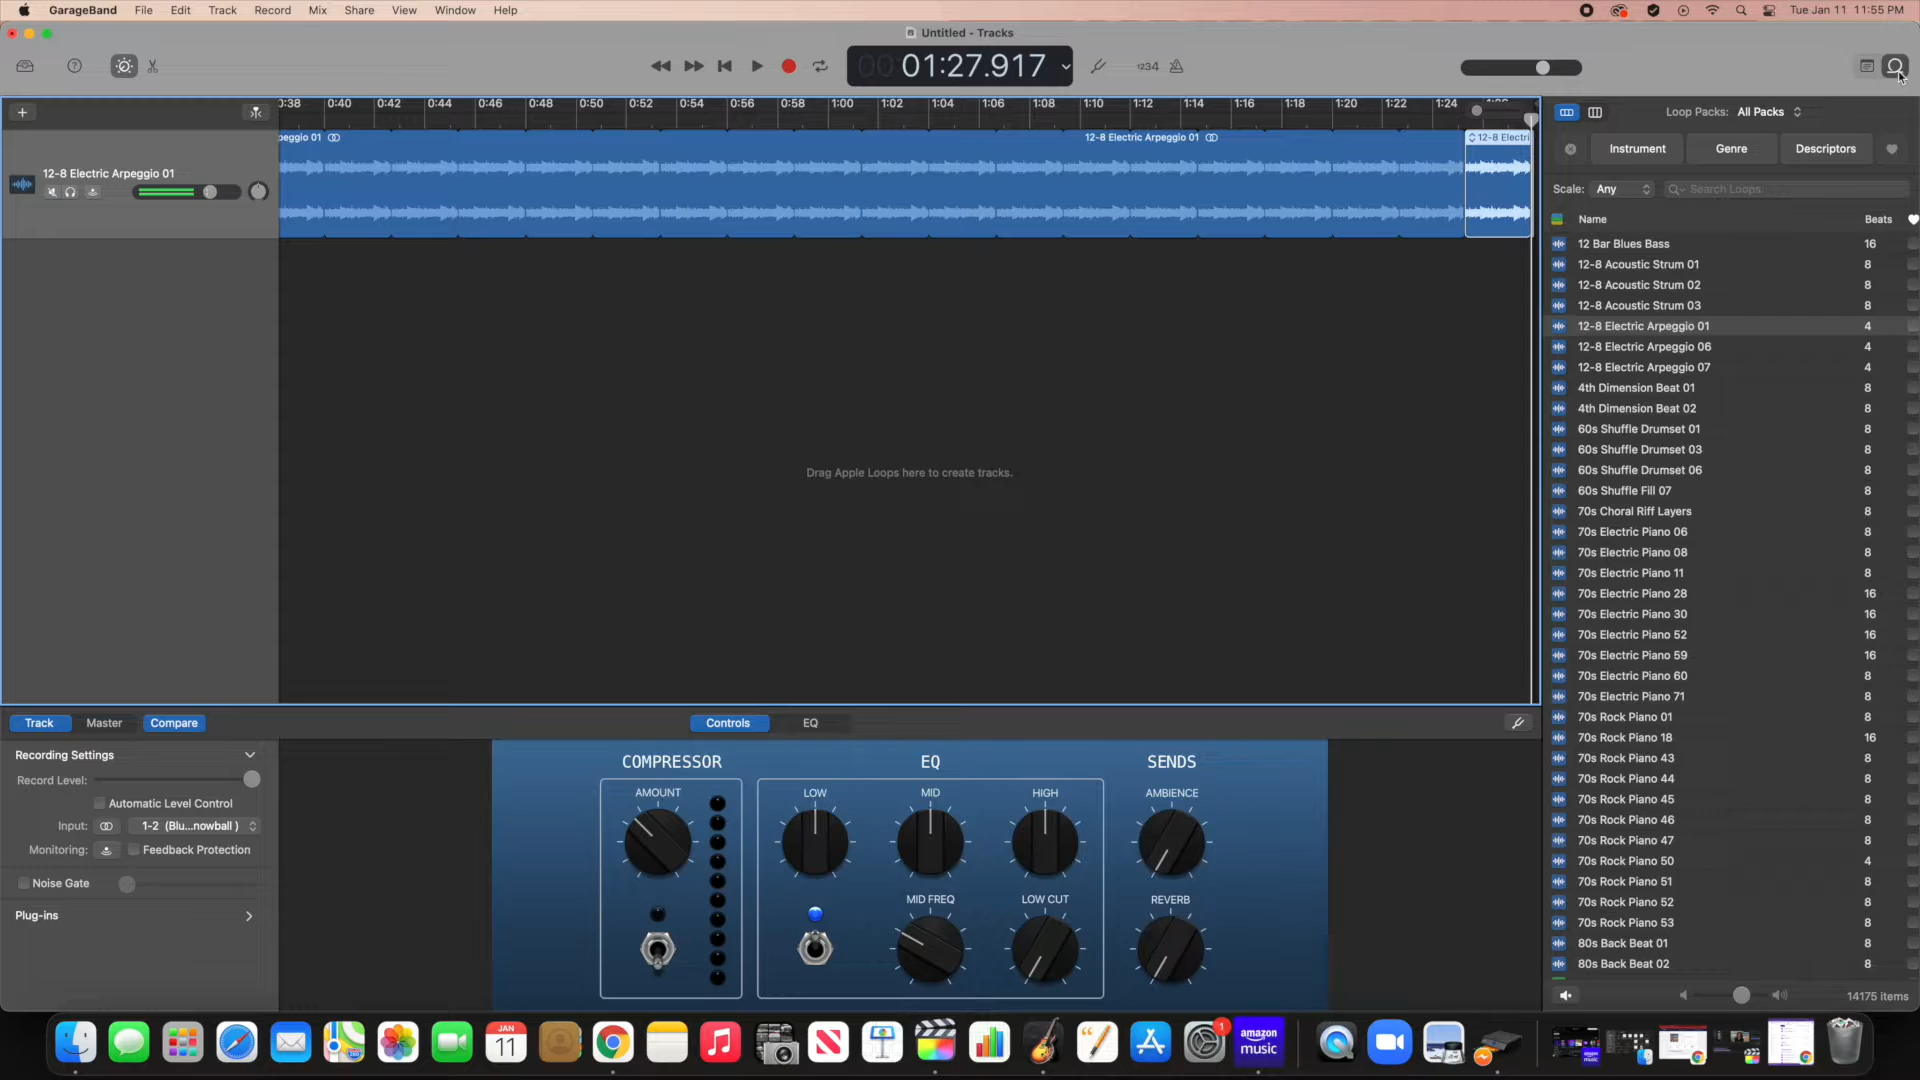 GarageBand File Edit Track Record Mix Share View Window Help Tue Jan 11 11:55 PM
Untitled - Tracks
01:27.917 1234
0:38 0:40 0:42 0:44 0:46 0:48 0:50 0:52 0:54 0:56 0:58 1:00 1:02 1:04 1:06 1:08 1:10 1:12 1:14 1:16 1:18 1:20 1:22 1:24
Loop Packs: All Packs
peggio 01 12-8 Electric Arpeggio 01 12-8 Electri
Instrument Genre Descriptors
12-8 Electric Arpeggio 01
Scale: Any Search Loops
Name Beats
12 Bar Blues Bass 16
12-8 Acoustic Strum 01 8
12-8 Acoustic Strum 02 8
12-8 Acoustic Strum 03 8
12-8 Electric Arpeggio 01 4
12-8 Electric Arpeggio 06 4
12-8 Electric Arpeggio 07 4
4th Dimension Beat 01 8
4th Dimension Beat 02 8
60s Shuffle Drumset 01 8
60s Shuffle Drumset 03 8
60s Shuffle Drumset 06 8
60s Shuffle Fill 07 8
70s Choral Riff Layers 8
70s Electric Piano 06 8
70s Electric Piano 08 8
70s Electric Piano 11 8
70s Electric Piano 28 16
70s Electric Piano 30 16
70s Electric Piano 52 16
70s Electric Piano 59 16
70s Electric Piano 60 8
70s Electric Piano 71 8
70s Rock Piano 01 8
70s Rock Piano 18 16
70s Rock Piano 43 8
70s Rock Piano 44 8
70s Rock Piano 45 8
70s Rock Piano 46 8
70s Rock Piano 47 8
70s Rock Piano 50 4
70s Rock Piano 51 8
70s Rock Piano 52 8
70s Rock Piano 53 8
80s Back Beat 01 8
80s Back Beat 02 8
14175 items
Drag Apple Loops here to create tracks.
Track Master Compare Controls EQ
Recording Settings
Record Level:
Automatic Level Control
Input: 1-2 (Blu...nowball )
Monitoring: Feedback Protection
Noise Gate
Plug-ins
COMPRESSOR EQ SENDS
AMOUNT LOW MID HIGH AMBIENCE
MID FREQ LOW CUT REVERB
JAN
11
1
amazon
music